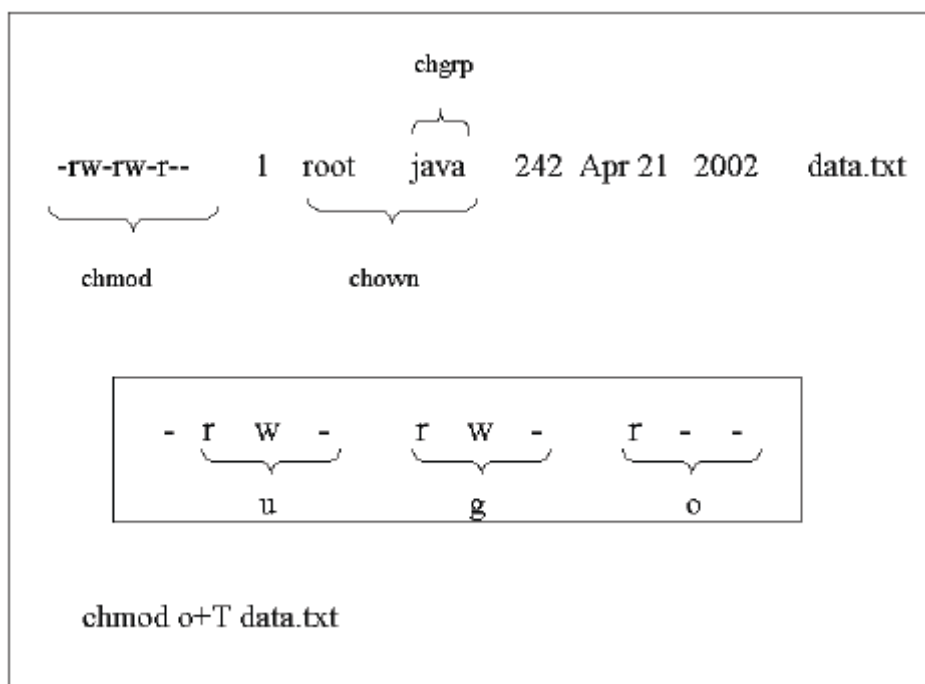 chgrp
-rw-rw-r-- 1 root java 242 Apr 21 2002 data.txt
chmod chown
- r w - r w - r - -
u g o
chmod o+T data.txt